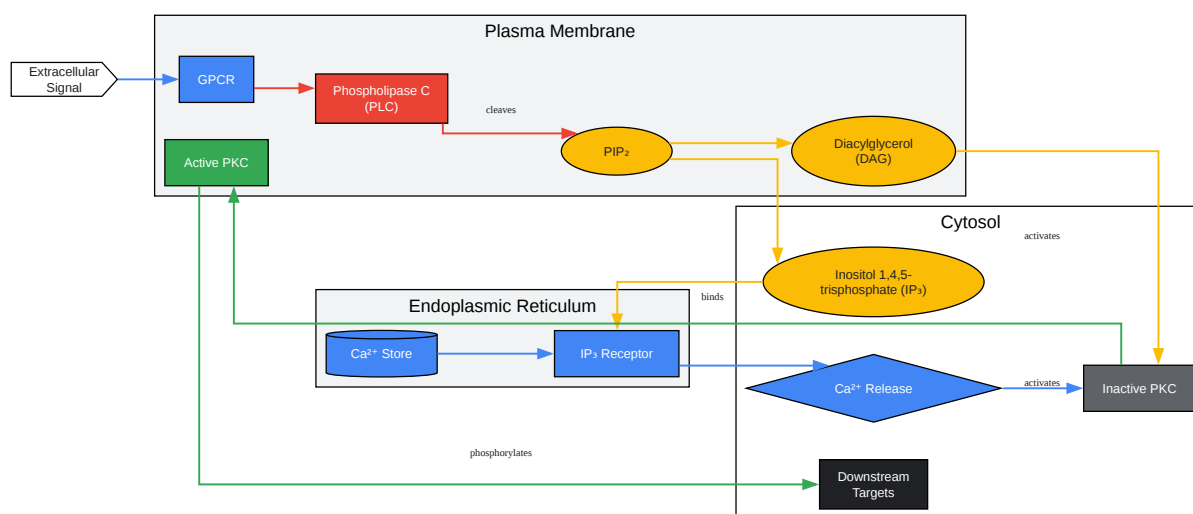 Plasma Membrane
Extracellular
Signal
GPCR
Phospholipase C
(PLC)
cleaves
PIP₂
Diacylglycerol
(DAG)
Active PKC
Cytosol
activates
Inositol 1,4,5-
trisphosphate (IP₃)
binds
Endoplasmic Reticulum
Ca²⁺ Store
IP₃ Receptor
Ca²⁺ Release
activates
Inactive PKC
phosphorylates
Downstream
Targets